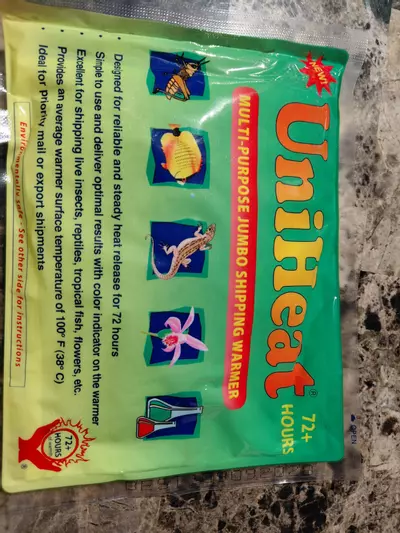 NEW!
UniHeat®
72+
HOURS
MULTI-PURPOSE JUMBO SHIPPING WARMER
• Designed for reliable and steady heat release for 72 hours
• Simple to use and deliver optimal results with color indicator on the warmer
• Excellent for shipping live insects, reptiles, tropical fish, flowers, etc.
• Provides an average warmer surface temperature of 100° F (38° C)
• Ideal for priority mail or export shipments
Environmentally safe - See other side for instructions
72+
HOURS
OPEN